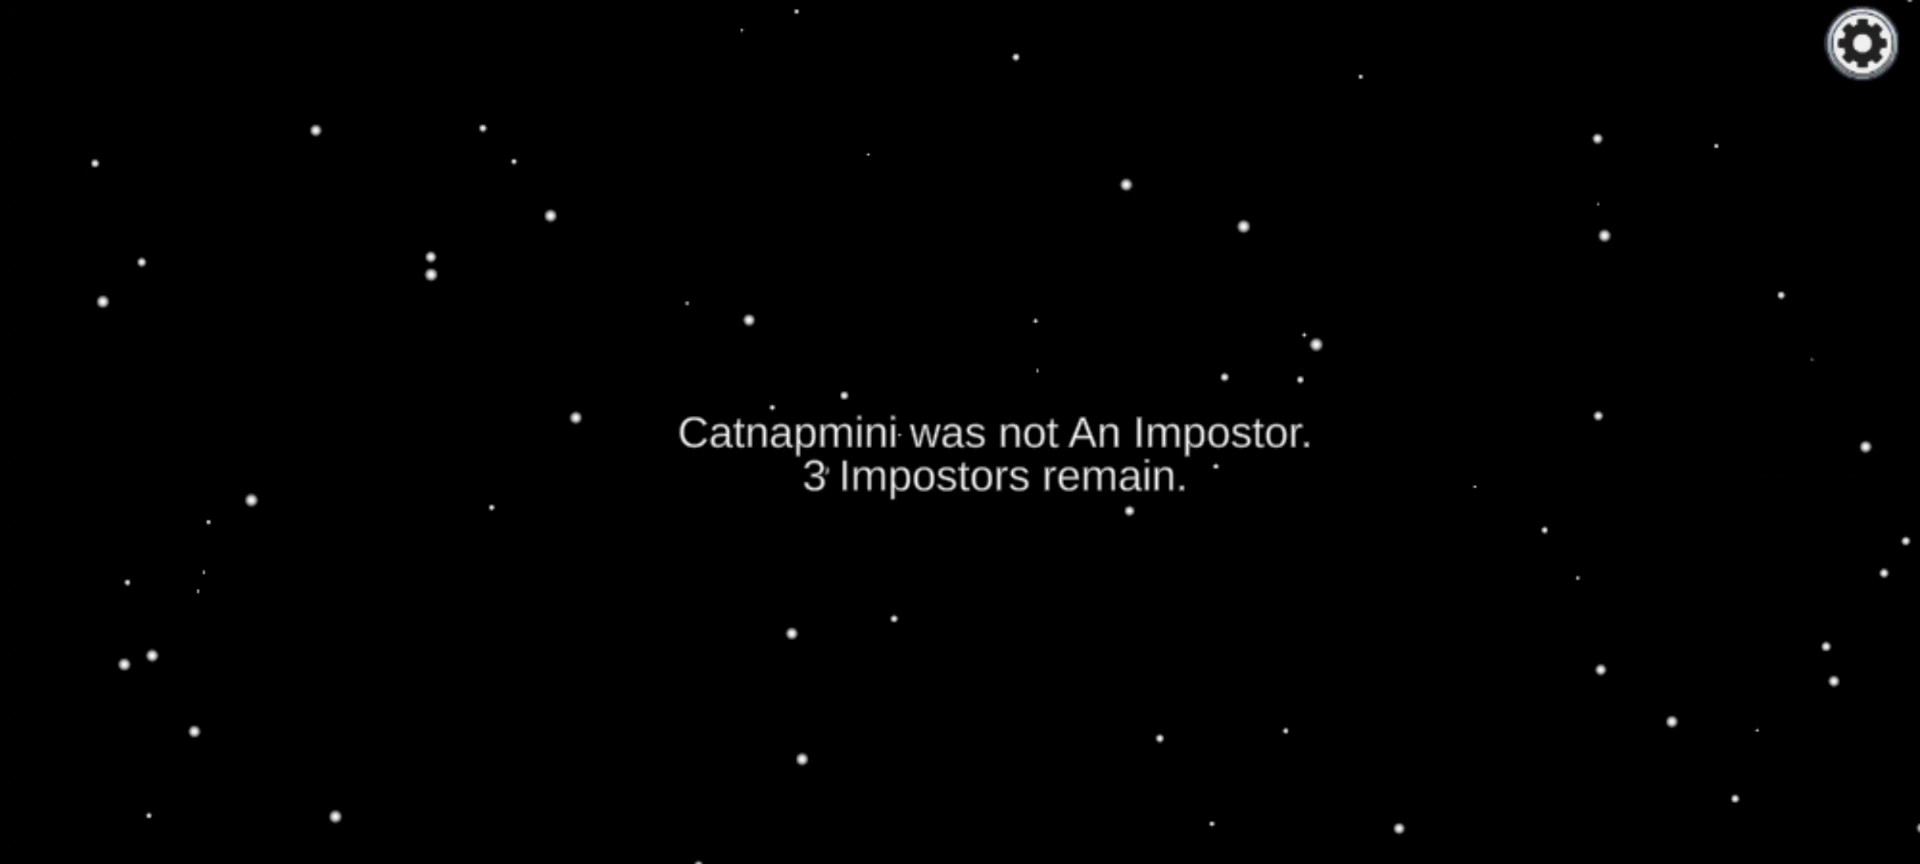 Catnapmini was not An Impostor.
3 Impostors remain.